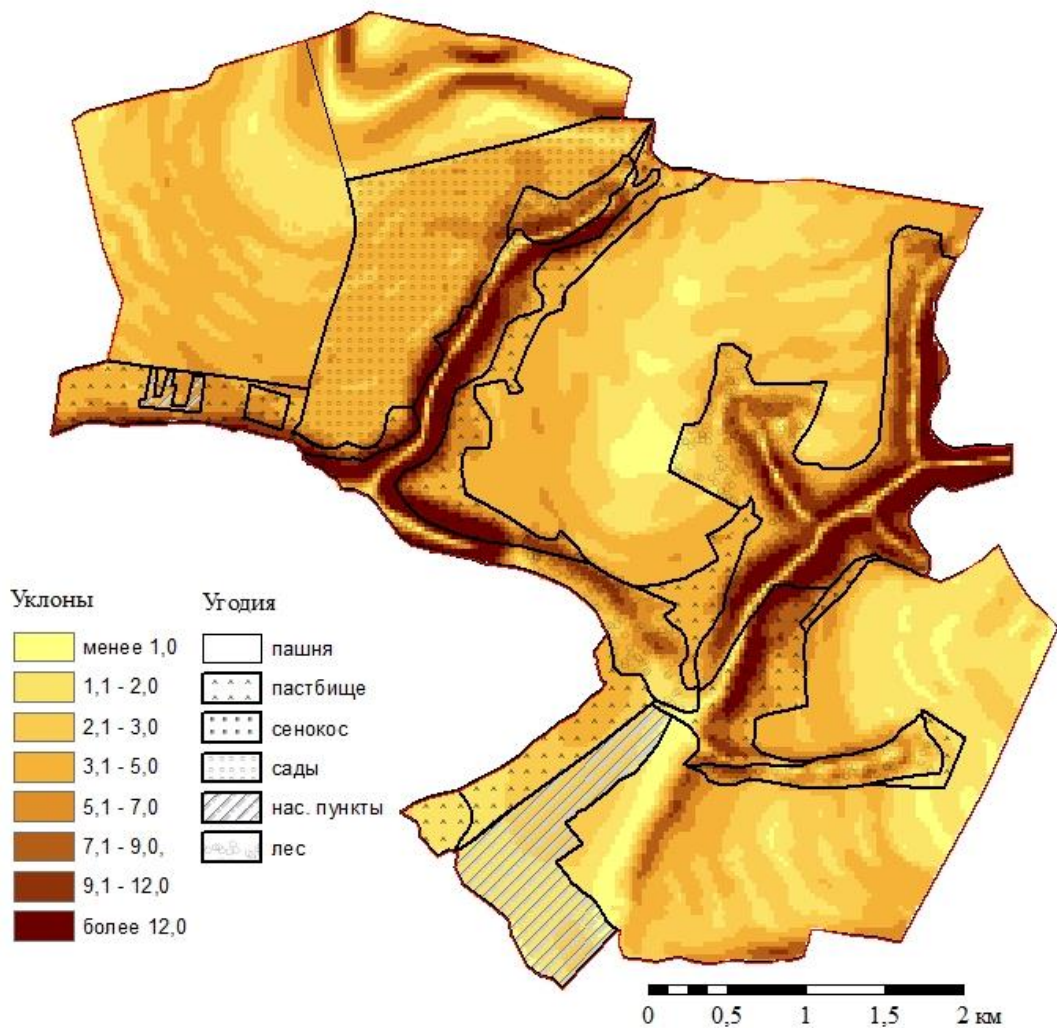 Уклоны
менее 1,0
1,1 - 2,0
2,1 - 3,0
3,1 - 5,0
5,1 - 7,0
7,1 - 9,0,
9,1 - 12,0
более 12,0
Угодия
пашня
пастбище
сенокос
сады
нас. пункты
лес
0 0,5 1 1,5 2 км